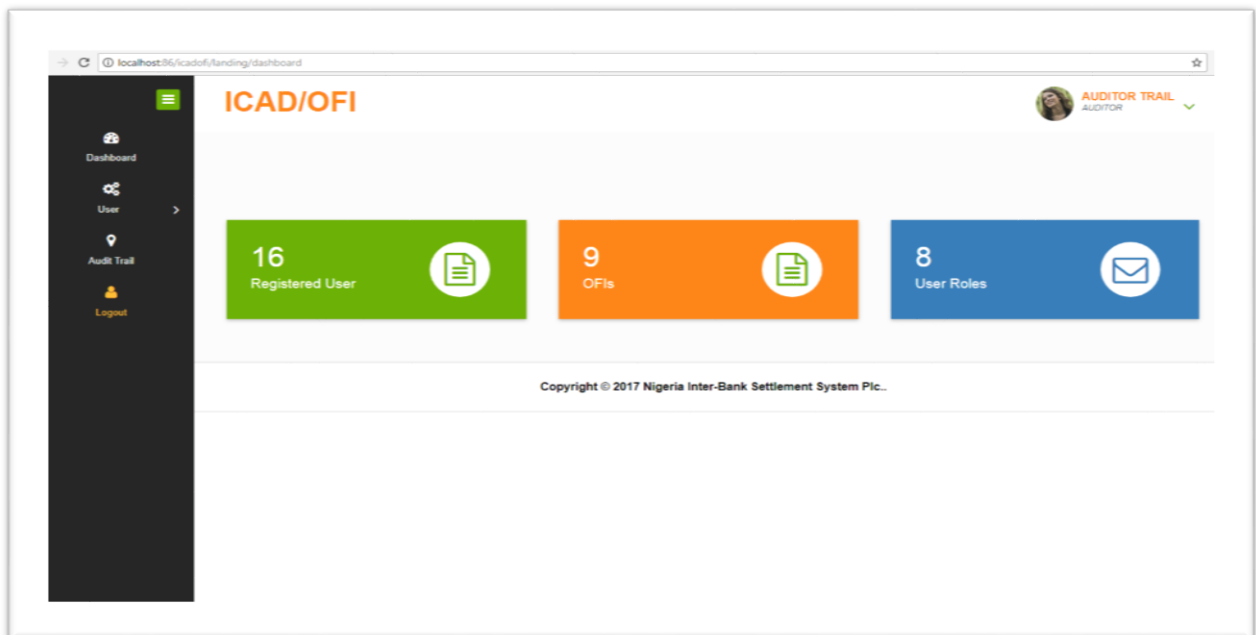 localhost:86/icadofi/landing/dashboard
ICAD/OFI
AUDITOR TRAIL
AUDITOR
Dashboard
User
Audit Trail
Logout
16
Registered User
9
OFIs
8
User Roles
Copyright © 2017 Nigeria Inter-Bank Settlement System Plc..